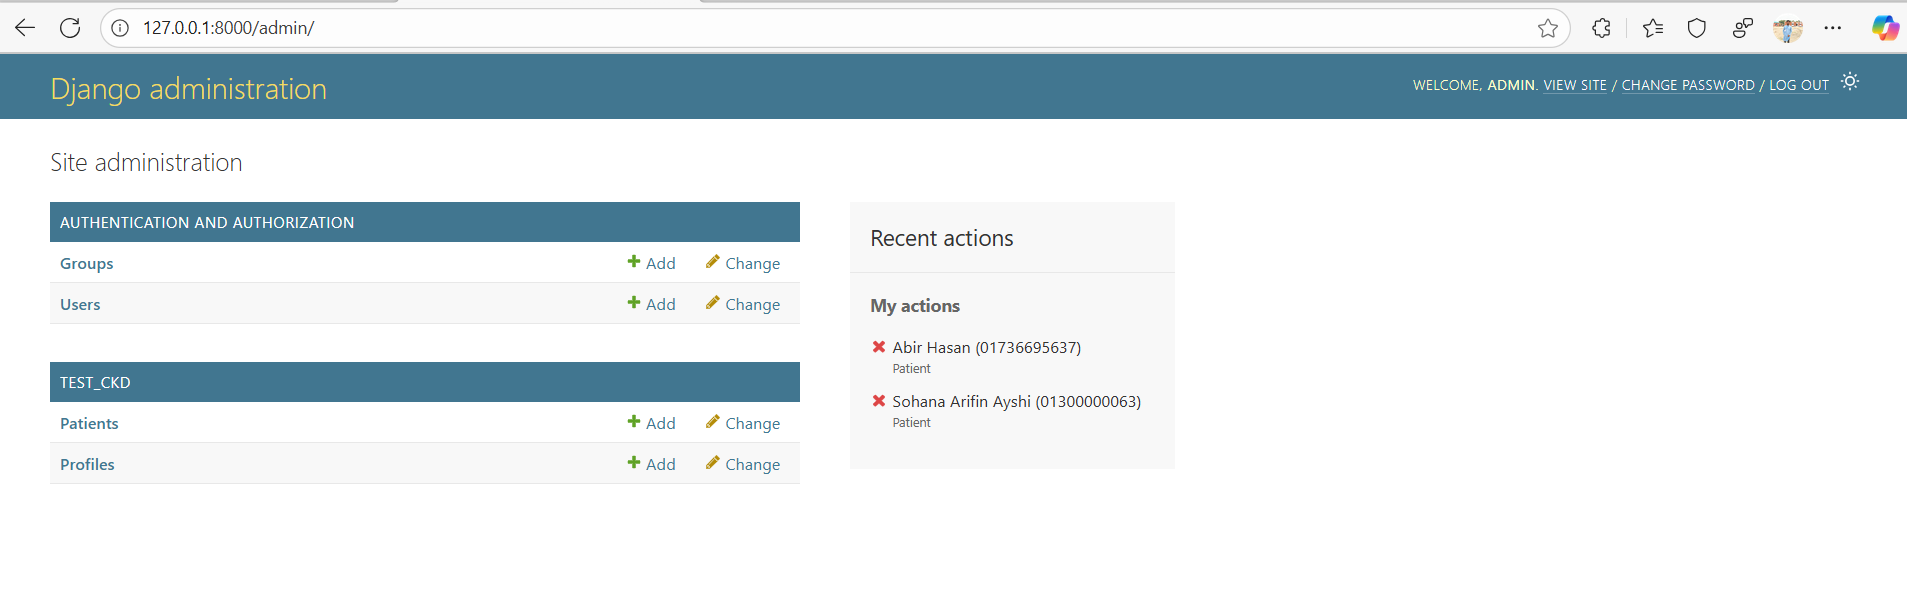 127.0.0.1:8000/admin/
Django administration
WELCOME, ADMIN. VIEW SITE / CHANGE PASSWORD / LOG OUT
Site administration
AUTHENTICATION AND AUTHORIZATION
Groups Add Change
Users Add Change
TEST_CKD
Patients Add Change
Profiles Add Change
Recent actions
My actions
Abir Hasan (01736695637)
Patient
Sohana Arifin Ayshi (01300000063)
Patient